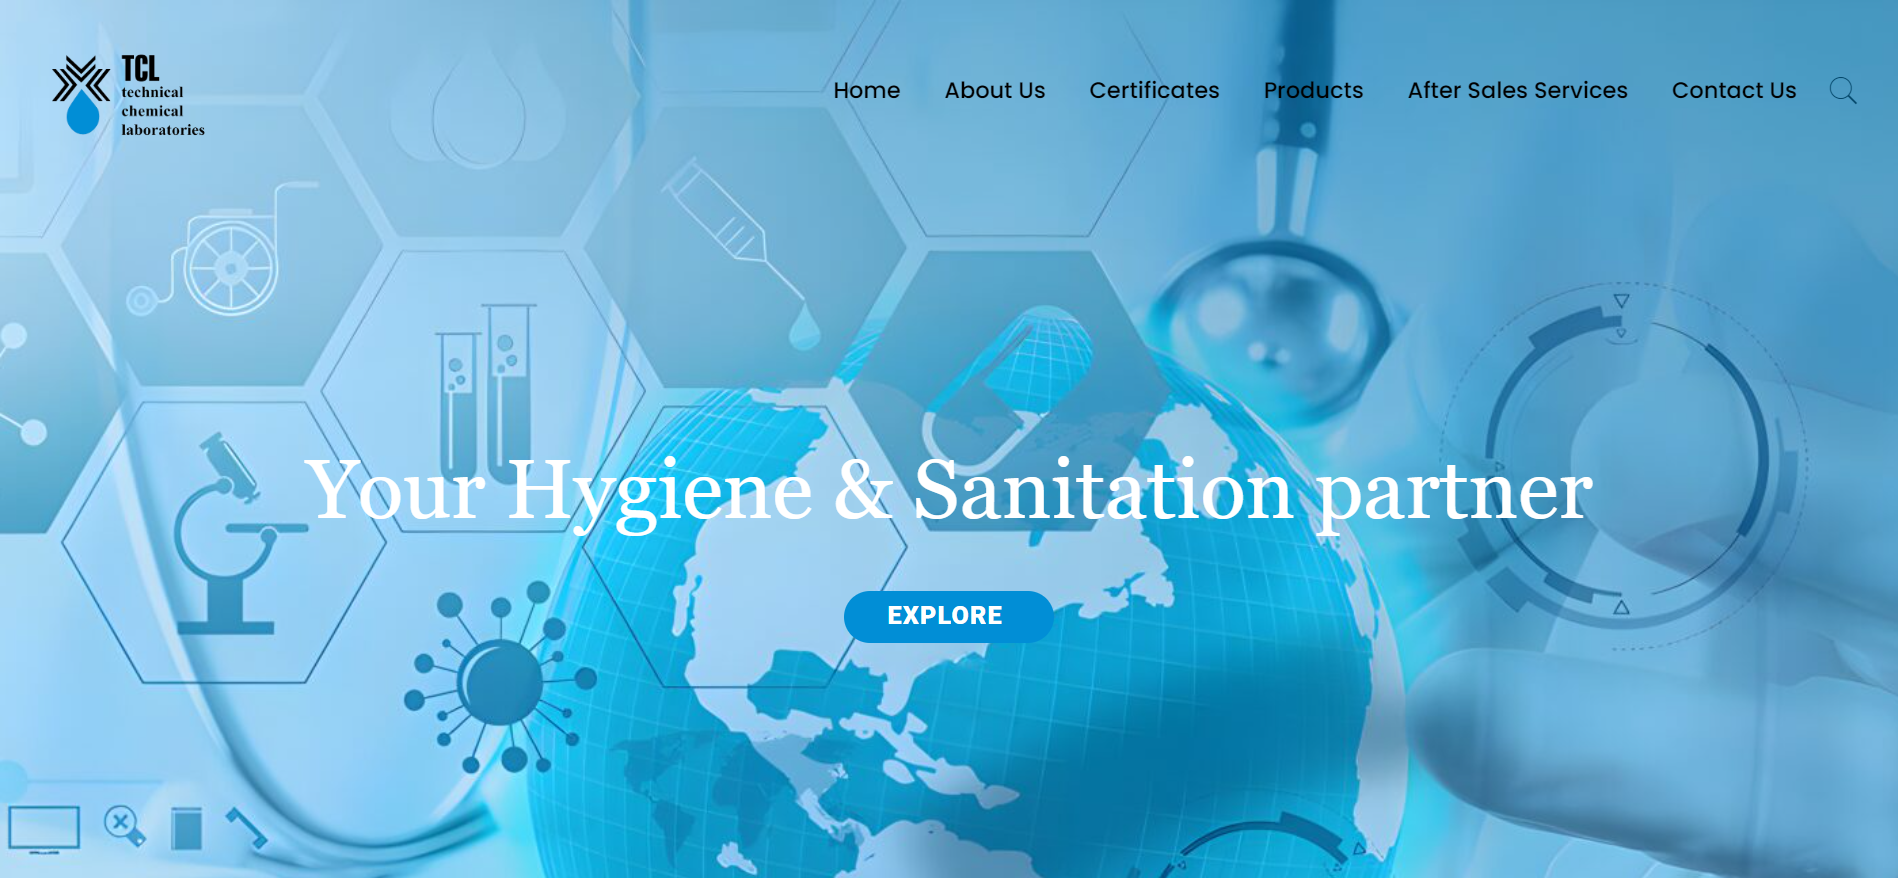 TCL
technical
chemical
laboratories
Home About Us Certificates Products After Sales Services Contact Us
Your Hygiene & Sanitation partner
EXPLORE